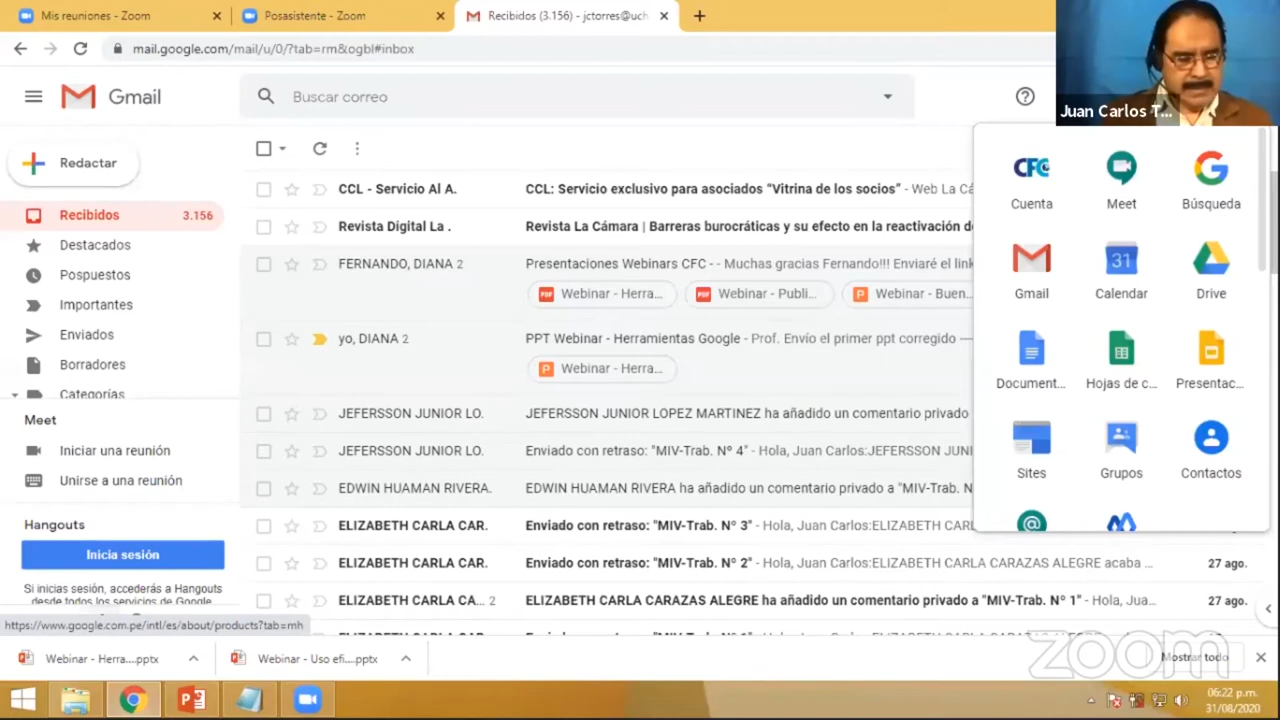 Mis reuniones - Zoom
Posasistente - Zoom
Recibidos (3.156) - jctorres@uch
mail.google.com/mail/u/0/?tab=rm&ogbl#inbox
Gmail
Buscar correo
Juan Carlos T...
Redactar
Recibidos 3.156
Destacados
Pospuestos
Importantes
Enviados
Borradores
Categorías
Meet
Iniciar una reunión
Unirse a una reunión
Hangouts
Inicia sesión
Si inicias sesión, accederás a Hangouts
desde todos los servicios de Google
https://www.google.com.pe/intl/es/about/products?tab=mh
CCL - Servicio Al A. CCL: Servicio exclusivo para asociados “Vitrina de los socios” - Web La Cá
Revista Digital La . Revista La Cámara | Barreras burocráticas y su efecto en la reactivación de
FERNANDO, DIANA 2 Presentaciones Webinars CFC - - Muchas gracias Fernando!!! Enviaré el link
PDF Webinar - Herra... PDF Webinar - Publi... P Webinar - Buen...
yo, DIANA 2 PPT Webinar - Herramientas Google - Prof. Envío el primer ppt corregido —
P Webinar - Herra...
JEFERSSON JUNIOR LO. JEFERSSON JUNIOR LOPEZ MARTINEZ ha añadido un comentario privado
JEFERSSON JUNIOR LO. Enviado con retraso: "MIV-Trab. Nº 4" - Hola, Juan Carlos:JEFERSSON JUNI
EDWIN HUAMAN RIVERA. EDWIN HUAMAN RIVERA ha añadido un comentario privado a "MIV-Trab.
ELIZABETH CARLA CAR. Enviado con retraso: "MIV-Trab. Nº 3" - Hola, Juan Carlos:ELIZABETH CARL
ELIZABETH CARLA CAR. Enviado con retraso: "MIV-Trab. Nº 2" - Hola, Juan Carlos:ELIZABETH CARLA CARAZAS ALEGRE acaba ... 27 ago.
ELIZABETH CARLA CA... 2 ELIZABETH CARLA CARAZAS ALEGRE ha añadido un comentario privado a "MIV-Trab. Nº 1" - Hola, Jua... 27 ago.
CFC
Cuenta Meet Búsqueda
31
Gmail Calendar Drive
Document... Hojas de c... Presentac...
Sites Grupos Contactos
Webinar - Herra....pptx
Webinar - Uso efi....pptx
Mostrar todo
zoom
06:22 p.m.
31/08/2020